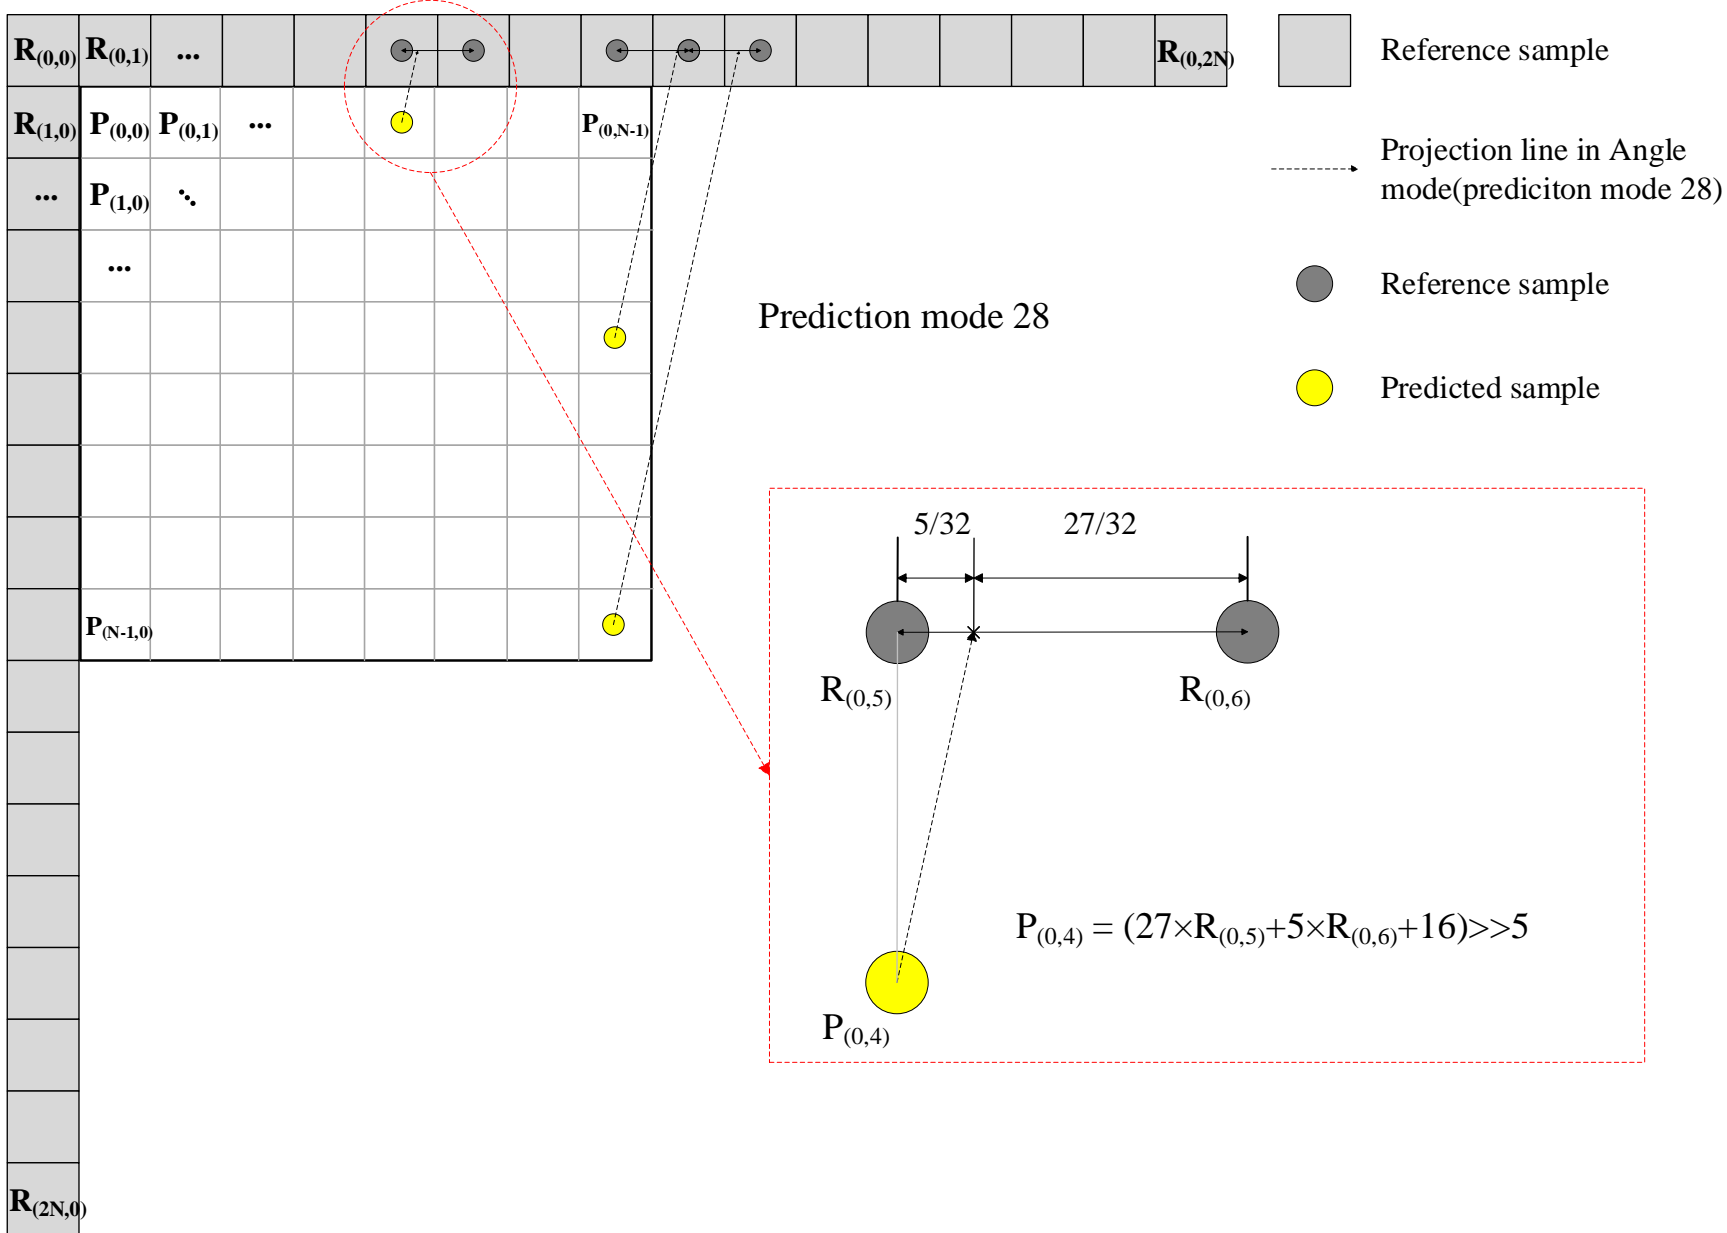 R(0,0) R(0,1) ... R(0,2N)
Reference sample
R(1,0) P(0,0) P(0,1) ... P(0,N-1)
Projection line in Angle
mode(prediciton mode 28)
... P(1,0) ⋱
...
Reference sample
Prediction mode 28
Predicted sample
5/32 27/32
P(N-1,0)
R(0,5) R(0,6)
P(0,4) = (27×R(0,5)+5×R(0,6)+16)>>5
P(0,4)
R(2N,0)